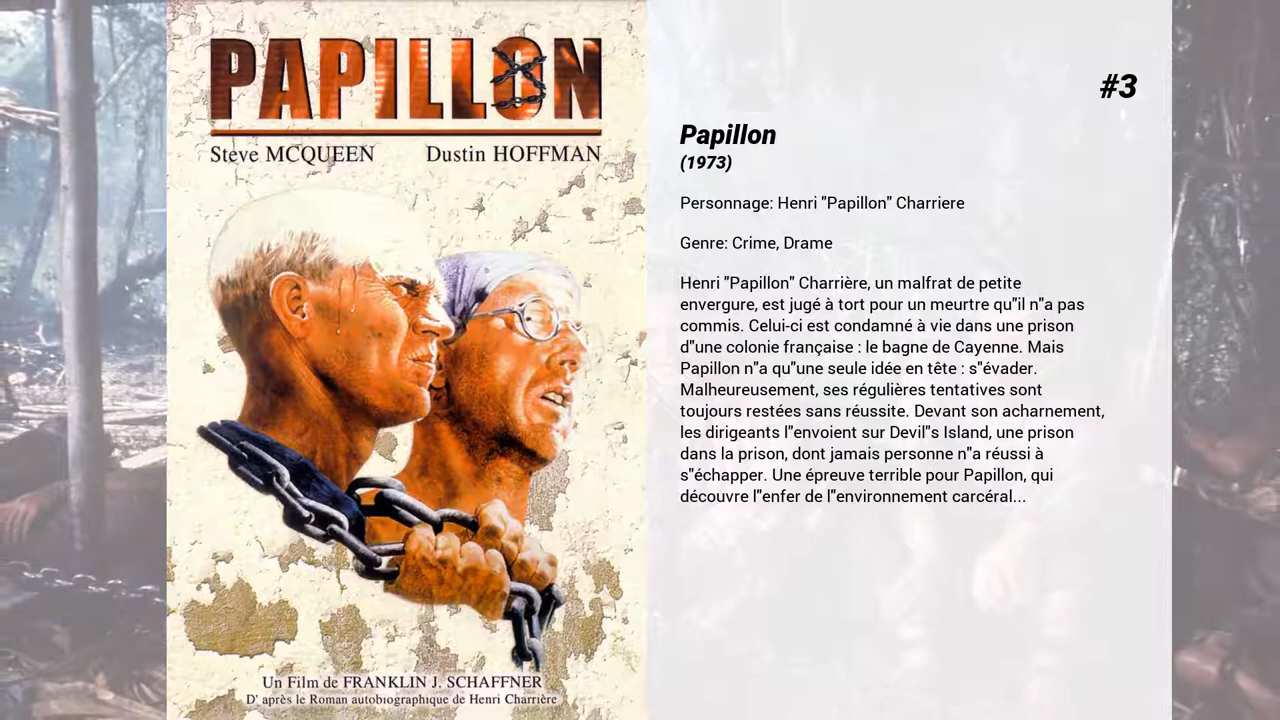 PAPILLON
Steve MCQUEEN Dustin HOFFMAN
Un Film de FRANKLIN J. SCHAFFNER
D' après le Roman autobiographique de Henri Charrière
#3
Papillon
(1973)
Personnage: Henri "Papillon" Charriere
Genre: Crime, Drame
Henri "Papillon" Charrière, un malfrat de petite
envergure, est jugé à tort pour un meurtre qu"il n"a pas
commis. Celui-ci est condamné à vie dans une prison
d"une colonie française : le bagne de Cayenne. Mais
Papillon n"a qu"une seule idée en tête : s"évader.
Malheureusement, ses régulières tentatives sont
toujours restées sans réussite. Devant son acharnement,
les dirigeants l"envoient sur Devil"s Island, une prison
dans la prison, dont jamais personne n"a réussi à
s"échapper. Une épreuve terrible pour Papillon, qui
découvre l"enfer de l"environnement carcéral...